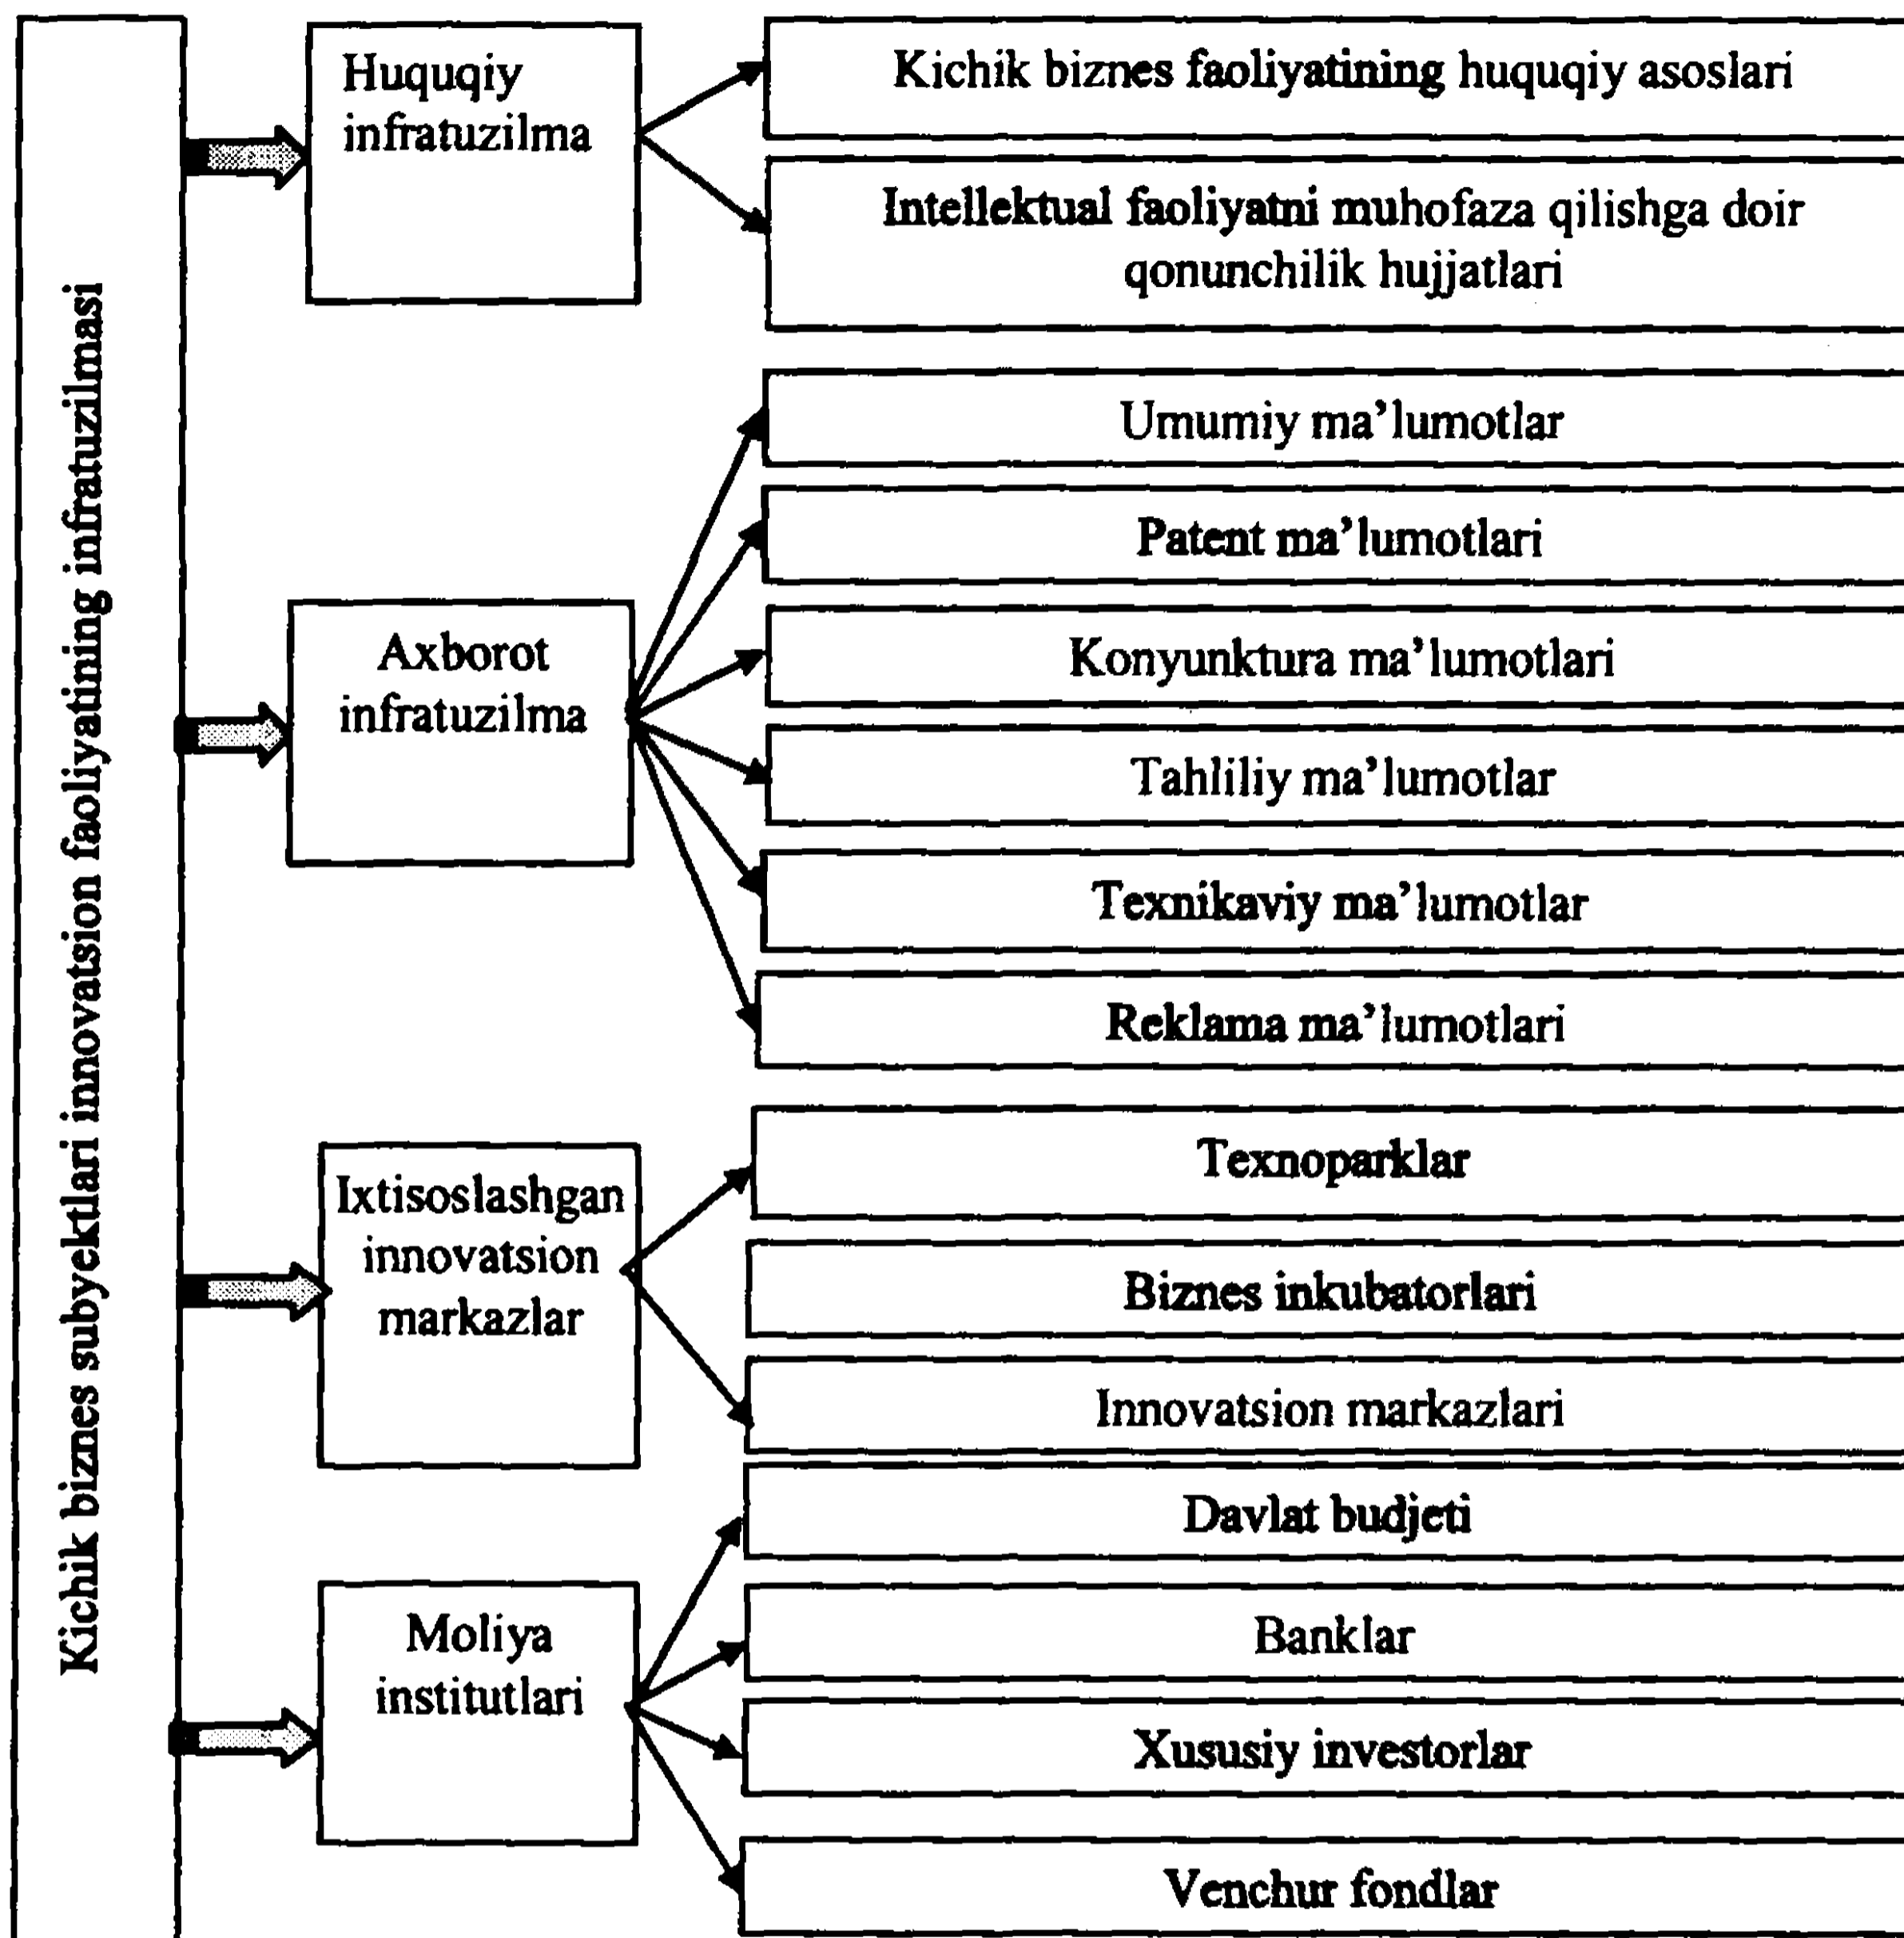 Kichik biznes subyektlari innovatsion faoliyatining infratuzilmasi
Huquqiy
infratuzilma
Kichik biznes faoliyatining huquqiy asoslari
Intellektual faoliyatni muhofaza qilishga doir
qonunchilik hujjatlari
Axborot
infratuzilma
Umumiy ma’lumotlar
Patent ma’lumotlari
Konyunktura ma’lumotlari
Tahliliy ma’lumotlar
Texnikaviy ma’lumotlar
Reklama ma’lumotlari
Ixtisoslashgan
innovatsion
markazlar
Texnoparklar
Biznes inkubatorlari
Innovatsion markazlari
Moliya
institutlari
Davlat budjeti
Banklar
Xususiy investorlar
Venchur fondlar